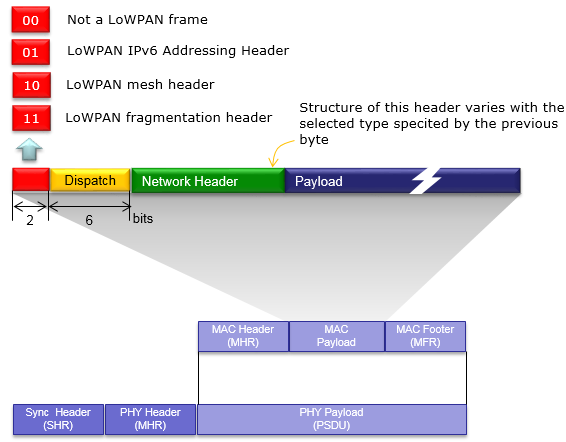 00 Not a LoWPAN frame
01 LoWPAN IPv6 Addressing Header
10 LoWPAN mesh header
11 LoWPAN fragmentation header
Structure of this header varies with the
selected type specited by the previous
byte
Dispatch Network Header Payload
2 6 bits
MAC Header
(MHR)
MAC
Payload
MAC Footer
(MFR)
Sync Header
(SHR)
PHY Header
(MHR)
PHY Payload
(PSDU)